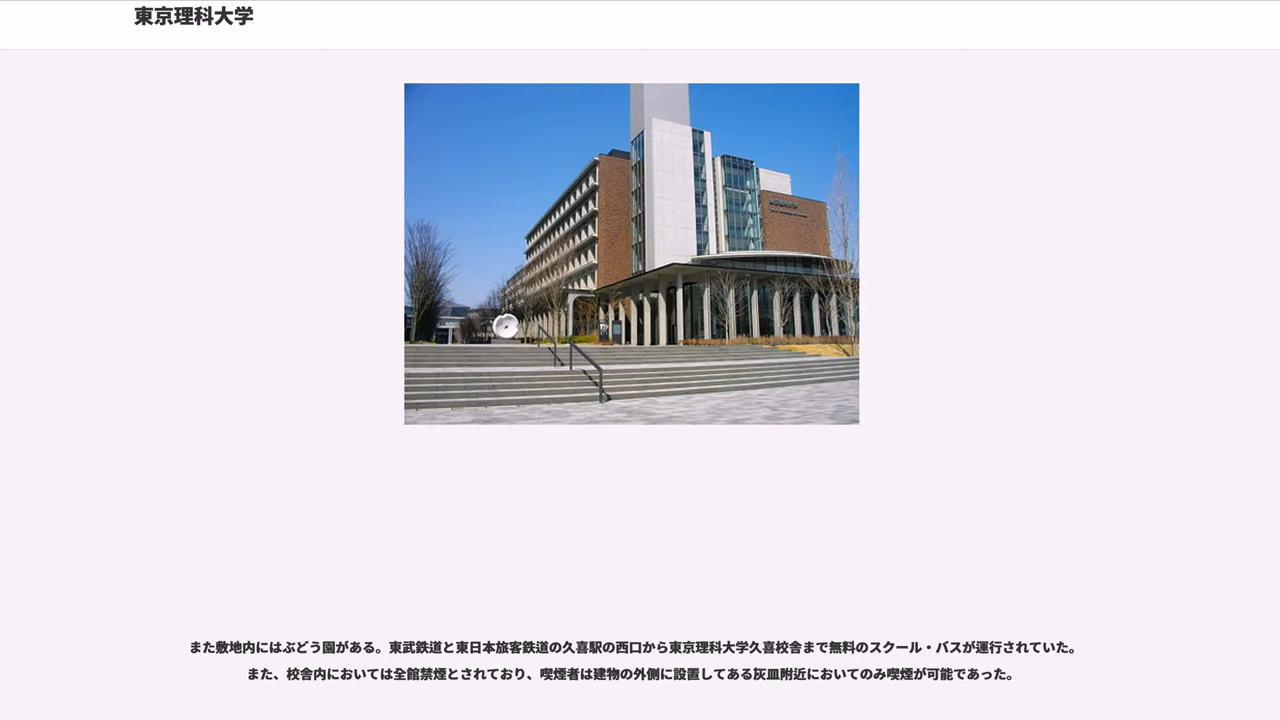 東京理科大学
また敷地内にはぶどう園がある。東武鉄道と東日本旅客鉄道の久喜駅の西口から東京理科大学久喜校舎まで無料のスクール・バスが運行されていた。
また、校舎内においては全館禁煙とされており、喫煙者は建物の外側に設置してある灰皿附近においてのみ喫煙が可能であった。